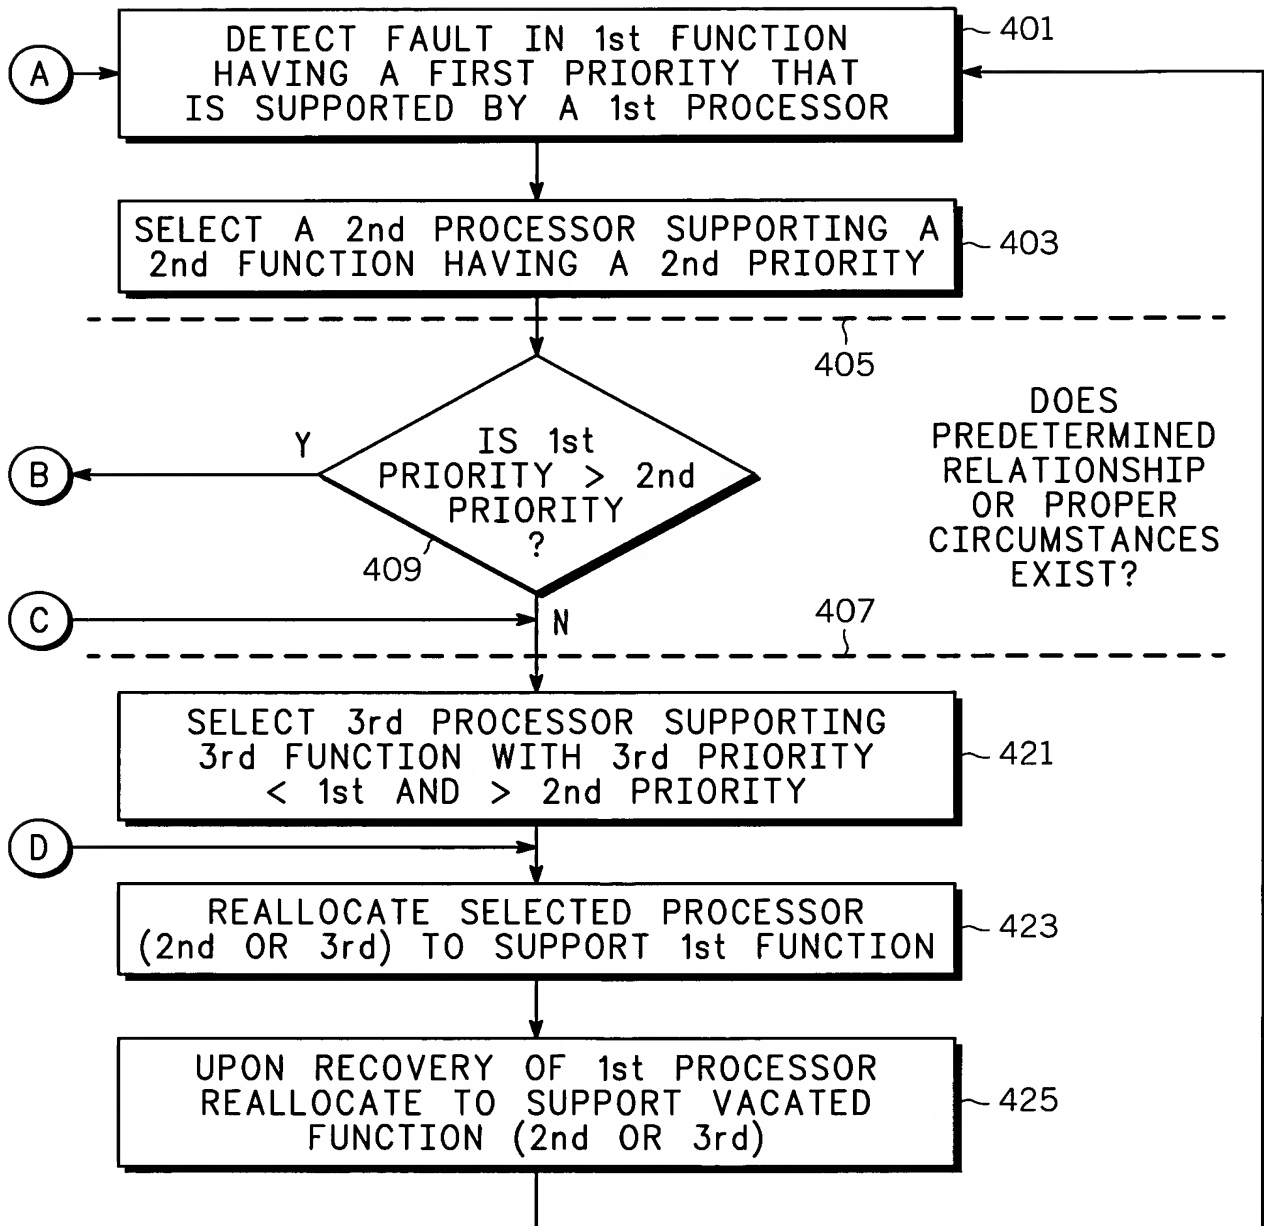 DETECT FAULT IN 1st FUNCTION
HAVING A FIRST PRIORITY THAT
IS SUPPORTED BY A 1st PROCESSOR
401
A
SELECT A 2nd PROCESSOR SUPPORTING A
2nd FUNCTION HAVING A 2nd PRIORITY
403
405
IS 1st
PRIORITY > 2nd
PRIORITY
?
409
Y
B
DOES
PREDETERMINED
RELATIONSHIP
OR PROPER
CIRCUMSTANCES
EXIST?
C
N
407
SELECT 3rd PROCESSOR SUPPORTING
3rd FUNCTION WITH 3rd PRIORITY
< 1st AND > 2nd PRIORITY
421
D
REALLOCATE SELECTED PROCESSOR
(2nd OR 3rd) TO SUPPORT 1st FUNCTION
423
UPON RECOVERY OF 1st PROCESSOR
REALLOCATE TO SUPPORT VACATED
FUNCTION (2nd OR 3rd)
425